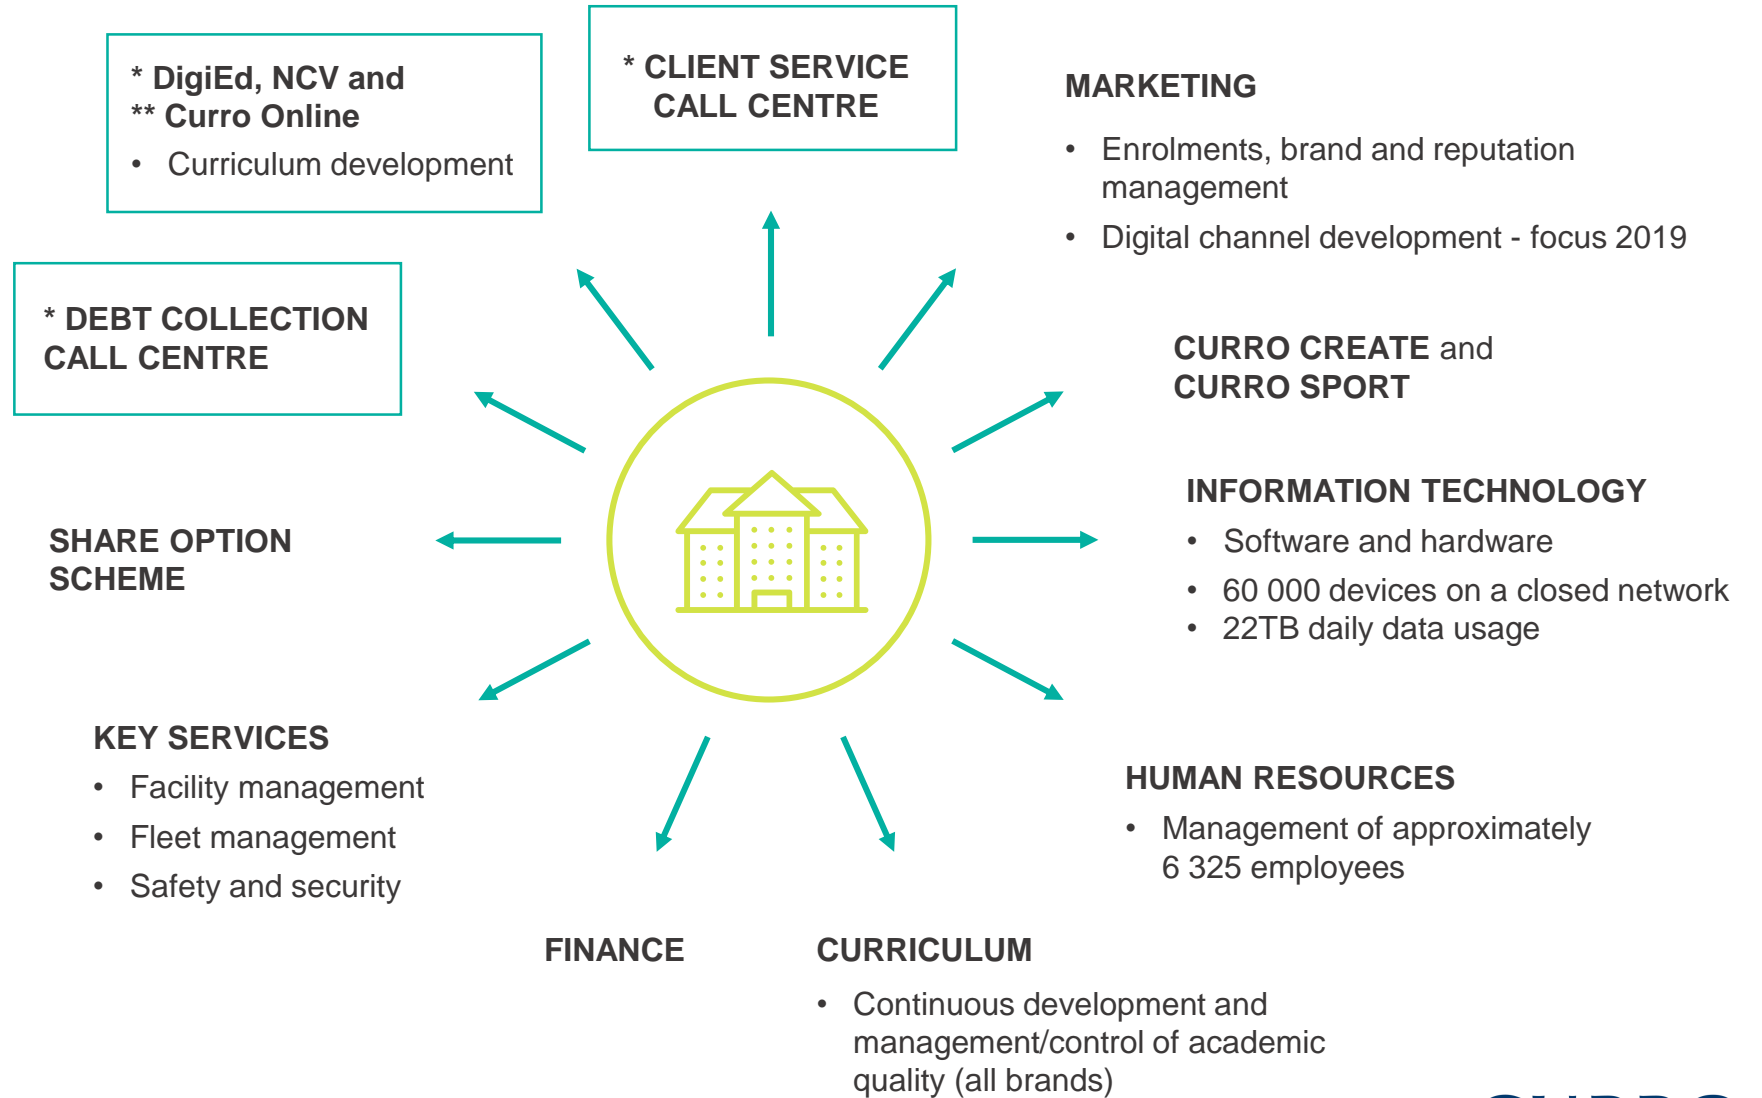 * DigiEd, NCV and
** Curro Online
• Curriculum development
* CLIENT SERVICE
CALL CENTRE
MARKETING
• Enrolments, brand and reputation
management
• Digital channel development - focus 2019
* DEBT COLLECTION
CALL CENTRE
CURRO CREATE and
CURRO SPORT
INFORMATION TECHNOLOGY
• Software and hardware
• 60 000 devices on a closed network
• 22TB daily data usage
SHARE OPTION
SCHEME
KEY SERVICES
• Facility management
• Fleet management
• Safety and security
HUMAN RESOURCES
• Management of approximately
6 325 employees
FINANCE
CURRICULUM
• Continuous development and
management/control of academic
quality (all brands)